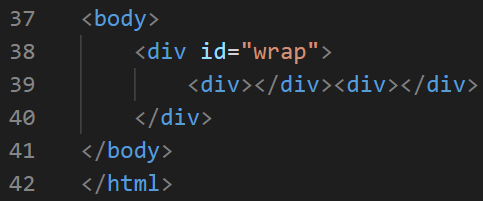 37 <body>
38 <div id="wrap">
39 <div></div><div></div>
40 </div>
41 </body>
42 </html>